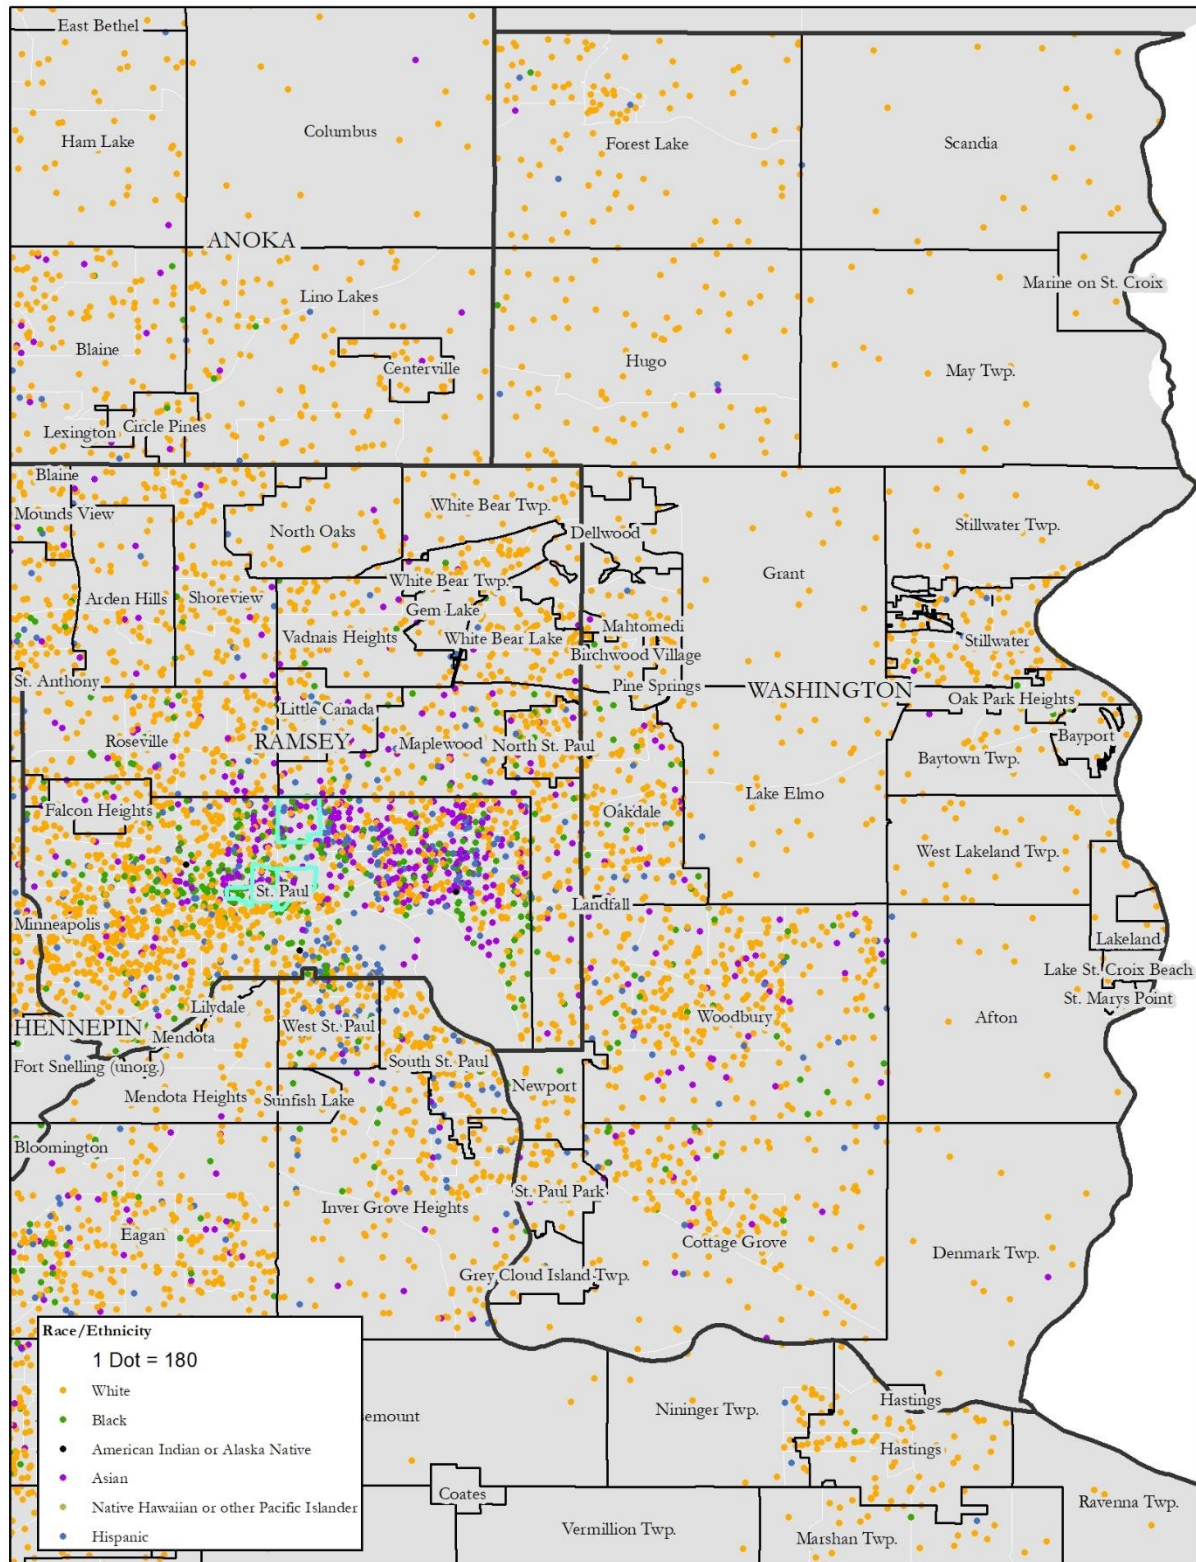 East Bethel
Ham Lake
Columbus
Forest Lake
Scandia
ANOKA
Marine on St. Croix
Lino Lakes
Blaine
Centerville
Hugo
May Twp.
Lexington
Circle Pines
Blaine
Mounds View
North Oaks
White Bear Twp.
Dellwood
Stillwater Twp.
Grant
White Bear Twp.
Arden Hills
Shoreview
Gem Lake
Vadnais Heights
White Bear Lake
Mahtomedi
Stillwater
Birchwood Village
St. Anthony
Pine Springs
WASHINGTON
Oak Park Heights
Little Canada
Roseville
RAMSEY
Maplewood
North St. Paul
Bayport
Baytown Twp.
Lake Elmo
Falcon Heights
Oakdale
West Lakeland Twp.
St. Paul
Landfall
Minneapolis
Lakeland
Lake St. Croix Beach
St. Marys Point
Lilydale
West St. Paul
Woodbury
Afton
HENNEPIN
Mendota
Fort Snelling (unorg.)
South St. Paul
Newport
Mendota Heights
Sunfish Lake
Bloomington
St. Paul Park
Inver Grove Heights
Eagan
Cottage Grove
Denmark Twp.
Grey Cloud Island Twp.
Race/Ethnicity
1 Dot = 180
White
Black
American Indian or Alaska Native
Asian
Native Hawaiian or other Pacific Islander
Hispanic
emount
Nininger Twp.
Hastings
Hastings
Coates
Vermillion Twp.
Marshan Twp.
Ravenna Twp.